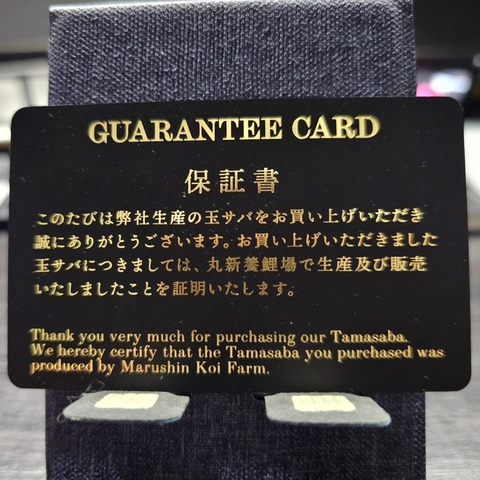 GUARANTEE CARD
保証書
このたびは弊社生産の玉サバをお買い上げいただき
誠にありがとうございます。お買い上げいただきました
玉サバにつきましては、丸新養鯉場で生産及び販売
いたしましたことを証明いたします。
Thank you very much for purchasing our Tamasaba.
We hereby certify that the Tamasaba you purchased was
produced by Marushin Koi Farm.